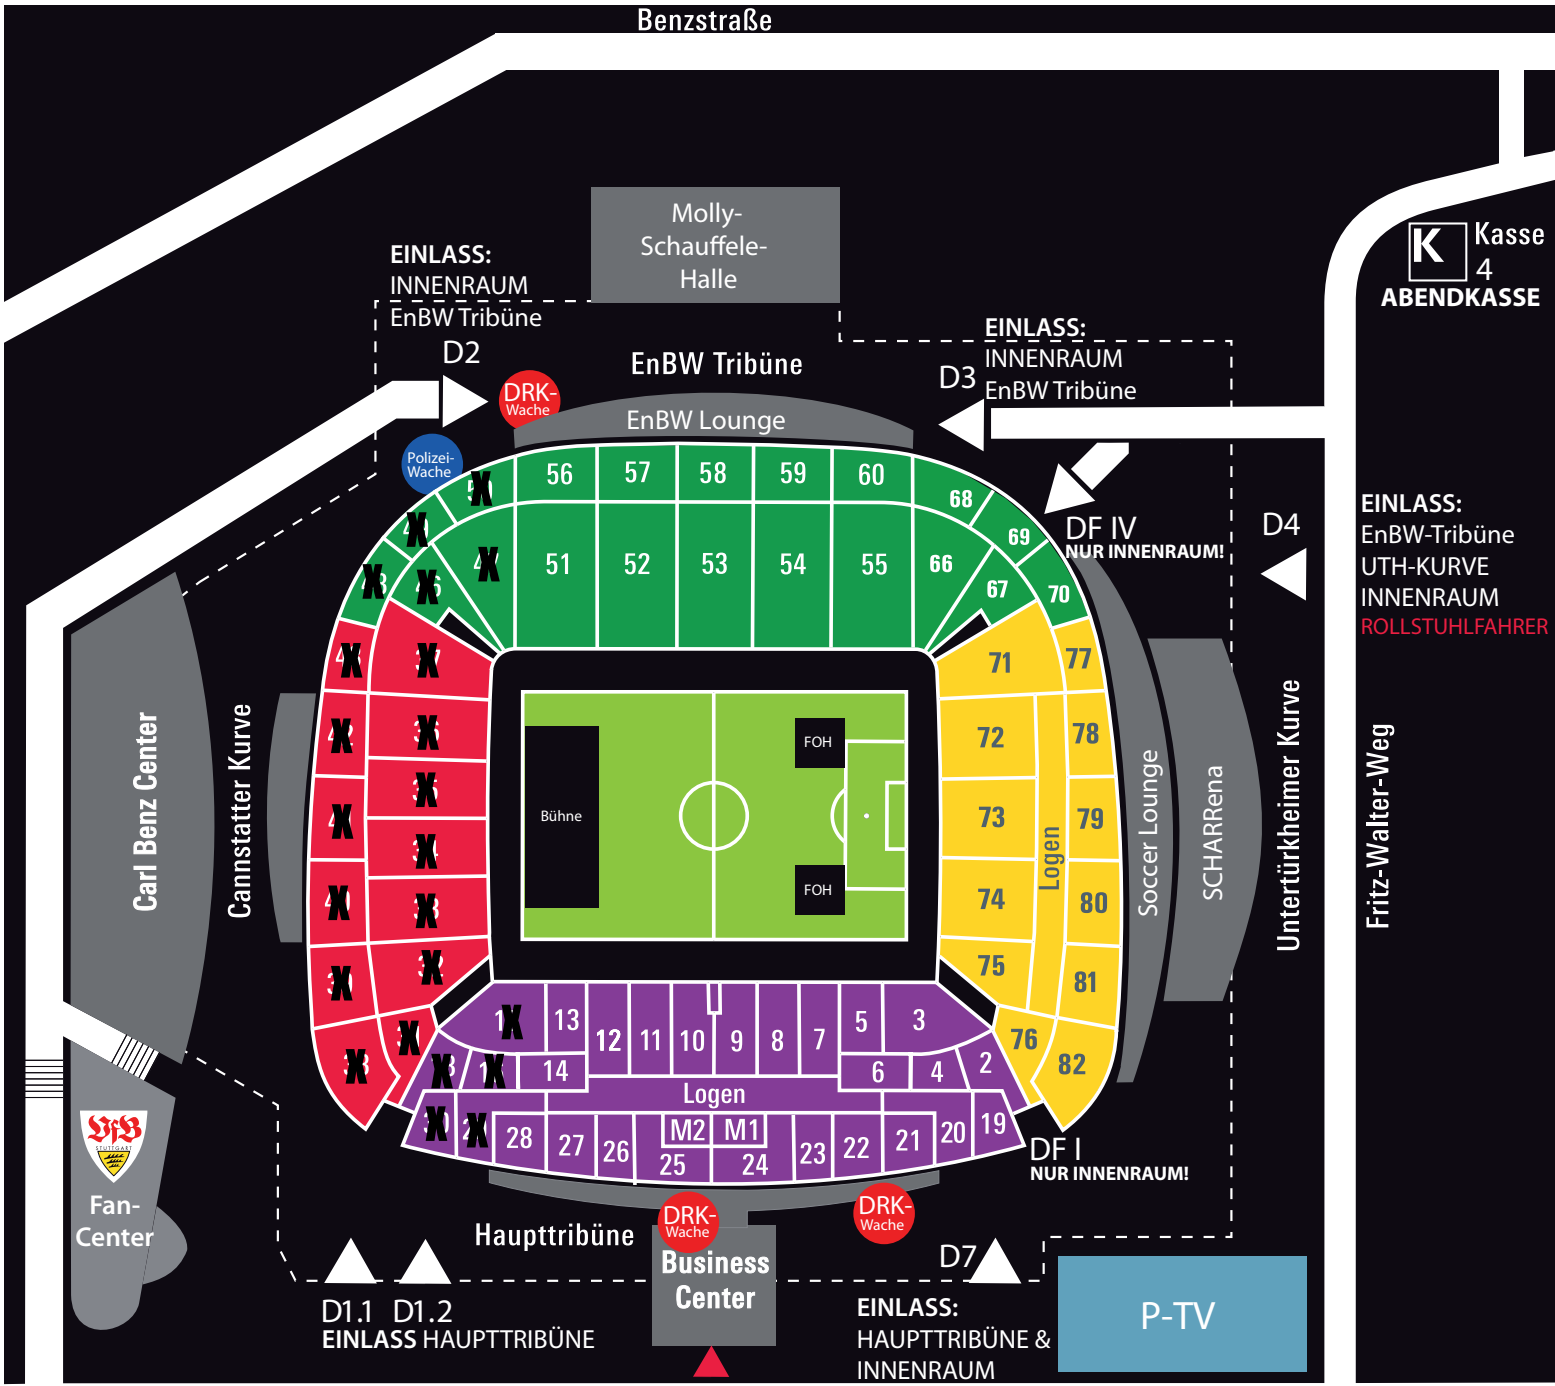 Benzstraße
Molly-
Schauffele-
Halle
EINLASS:
INNENRAUM
EnBW Tribüne
D2
K
Kasse
4
ABENDKASSE
EINLASS:
INNENRAUM
EnBW Tribüne
D3
EnBW Tribüne
DRK-
Wache
EnBW Lounge
Polizei-
Wache
56
57
58
59
60
68
69
70
51
52
53
54
55
66
67
DF IV
NUR INNENRAUM!
D4
EINLASS:
EnBW-Tribüne
UTH-KURVE
INNENRAUM
ROLLSTUHLFAHRER
71
72
73
74
75
76
77
78
79
80
81
82
Logen
Soccer Lounge
SCHARRena
Untertürkheimer Kurve
Fritz-Walter-Weg
Carl Benz Center
Cannstatter Kurve
Bühne
FOH
FOH
13
12
11
10
9
8
7
5
3
14
6
4
2
Logen
28
27
26
25
M2
M1
24
23
22
21
20
19
DF I
NUR INNENRAUM!
VfB
STUTTGART
Fan-
Center
Haupttribüne
DRK-
Wache
DRK-
Wache
Business
Center
D7
D1.1 D1.2
EINLASS HAUPTTRIBÜNE
EINLASS:
HAUPTTRIBÜNE &
INNENRAUM
P-TV